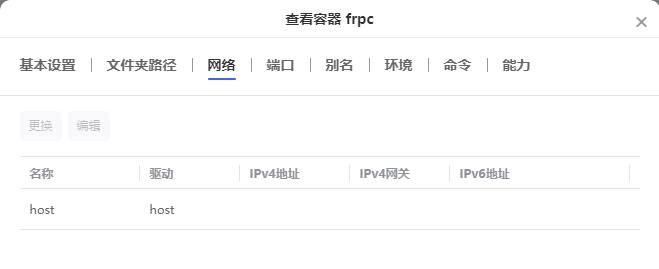 查看容器 frpc
基本设置 文件夹路径 网络 端口 别名 环境 命令 能力
更换 编辑
名称 驱动 IPv4地址 IPv4网关 IPv6地址
host host